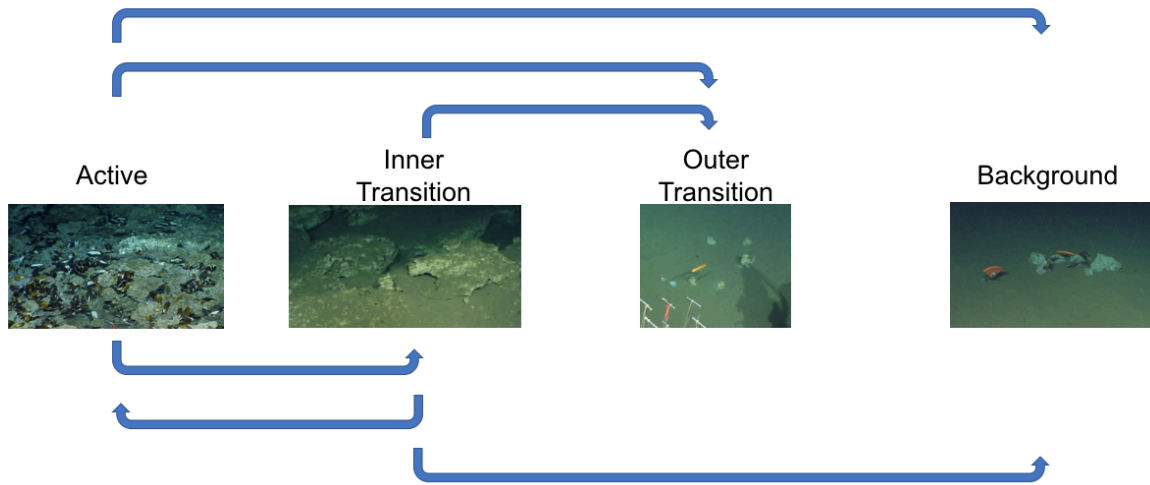 Active
Inner
Transition
Outer
Transition
Background